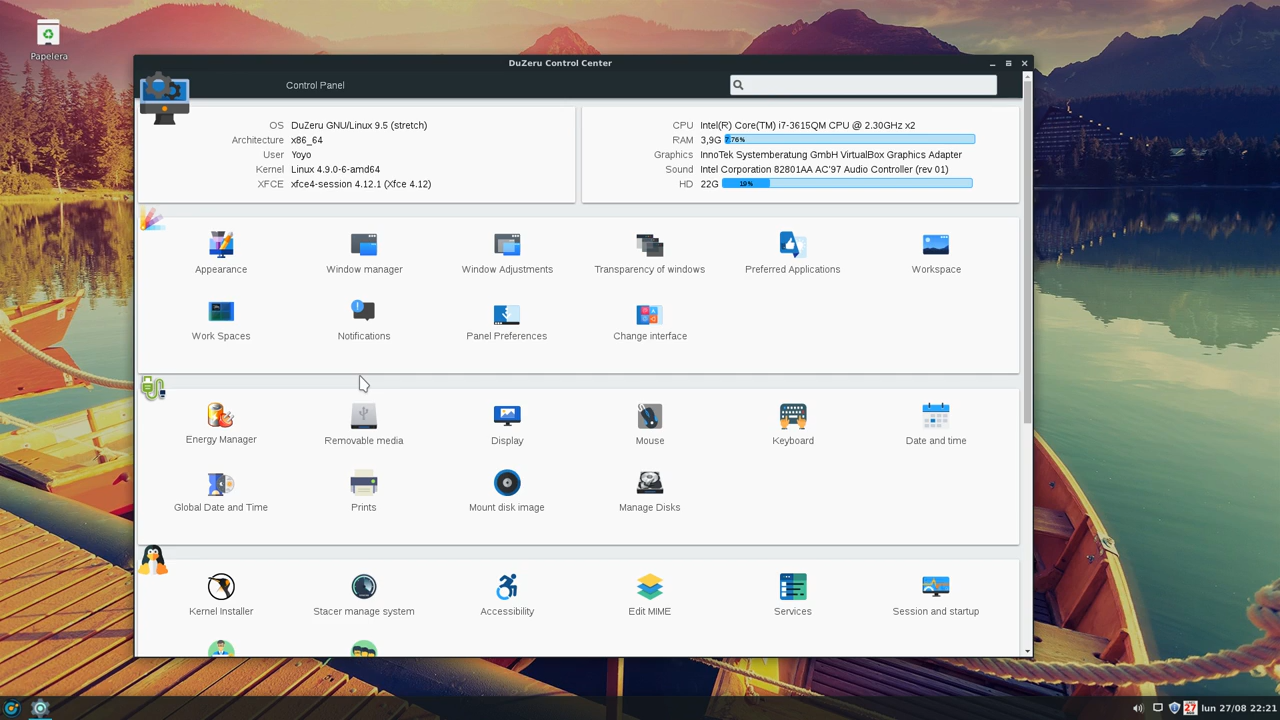 Papelera
DuZeru Control Center
Control Panel
OS DuZeru GNU/Linux 9.5 (stretch)
Architecture x86_64
User Yoyo
Kernel Linux 4.9.0-6-amd64
XFCE xfce4-session 4.12.1 (Xfce 4.12)
CPU Intel(R) Core(TM) i7-3615QM CPU @ 2.30GHz x2
RAM 3,9G 7.76%
Graphics InnoTek Systemberatung GmbH VirtualBox Graphics Adapter
Sound Intel Corporation 82801AA AC'97 Audio Controller (rev 01)
HD 22G 19%
Appearance Window manager Window Adjustments Transparency of windows Preferred Applications Workspace
Work Spaces Notifications Panel Preferences Change interface
Energy Manager Removable media Display Mouse Keyboard Date and time
Global Date and Time Prints Mount disk image Manage Disks
Kernel Installer Stacer manage system Accessibility Edit MIME Services Session and startup
27 lun 27/08 22:21